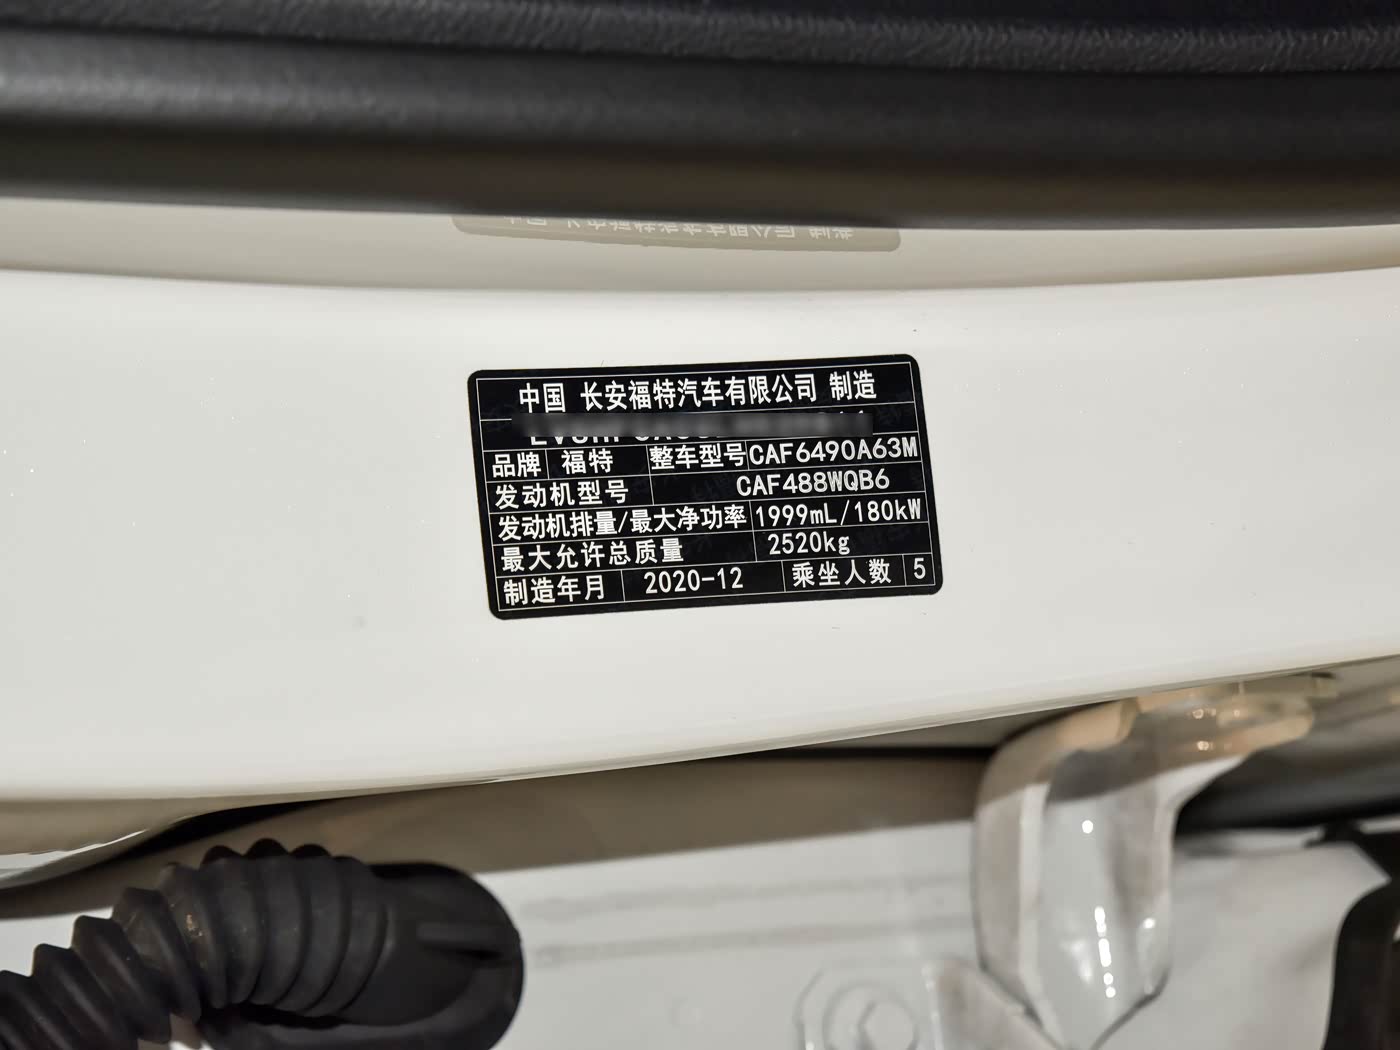 中国 长安福特汽车有限公司 制造
品牌 福特 整车型号 CAF6490A63M
发动机型号 CAF488WQB6
发动机排量/最大净功率 1999mL/180kW
最大允许总质量 2520kg
制造年月 2020-12 乘坐人数 5